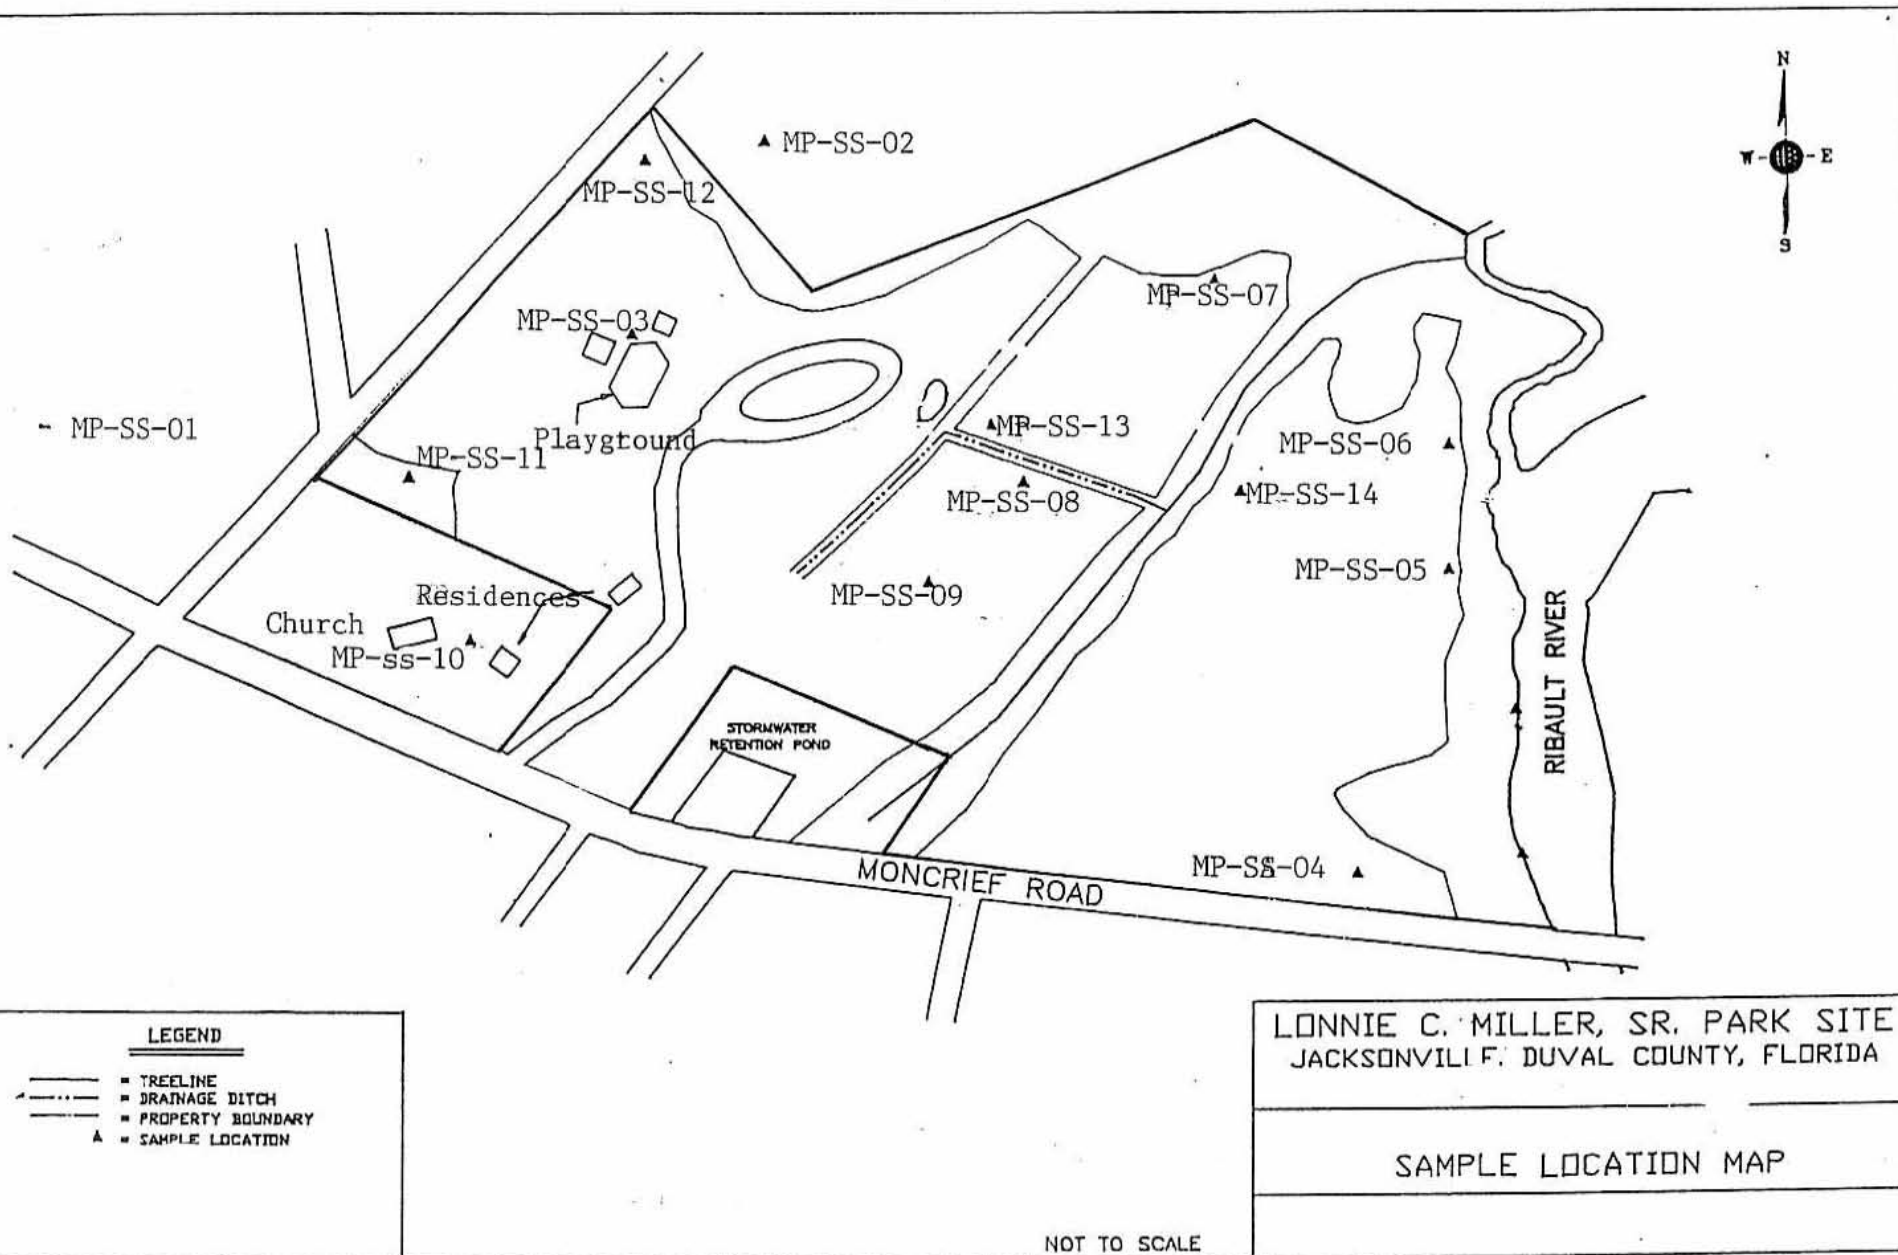 N
W - - E
S
MP-SS-02
MP-SS-12
MP-SS-07
MP-SS-03
MP-SS-01
Playground
MP-SS-13
MP-SS-06
MP-SS-11
MP-SS-14
MP-SS-08
MP-SS-05
Residences
MP-SS-09
Church
MP-ss-10
RIBAULT RIVER
STORMWATER
RETENTION POND
MP-SS-04
MONCRIEF ROAD
LEGEND
= TREELINE
= DRAINAGE DITCH
= PROPERTY BOUNDARY
= SAMPLE LOCATION
LONNIE C. MILLER, SR. PARK SITE
JACKSONVILLE, DUVAL COUNTY, FLORIDA
SAMPLE LOCATION MAP
NOT TO SCALE